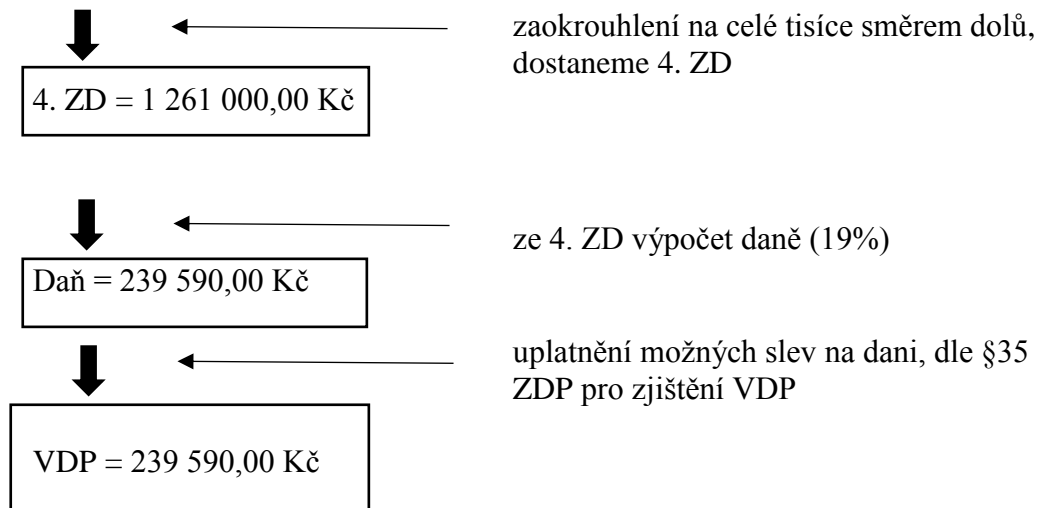 zaokrouhlení na celé tisíce směrem dolů,
dostaneme 4. ZD
4. ZD = 1 261 000,00 Kč
ze 4. ZD výpočet daně (19%)
Daň = 239 590,00 Kč
uplatnění možných slev na dani, dle §35
ZDP pro zjištění VDP
VDP = 239 590,00 Kč